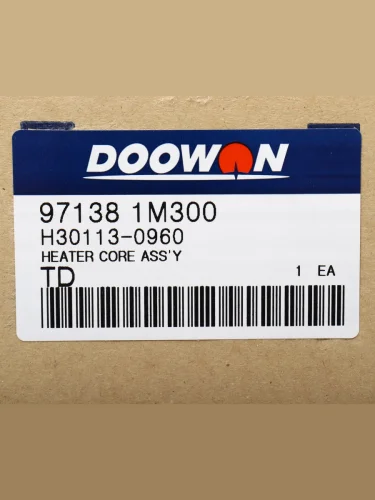 DOOWON
97138 1M300
H30113-0960
HEATER CORE ASS'Y
TD
1 EA